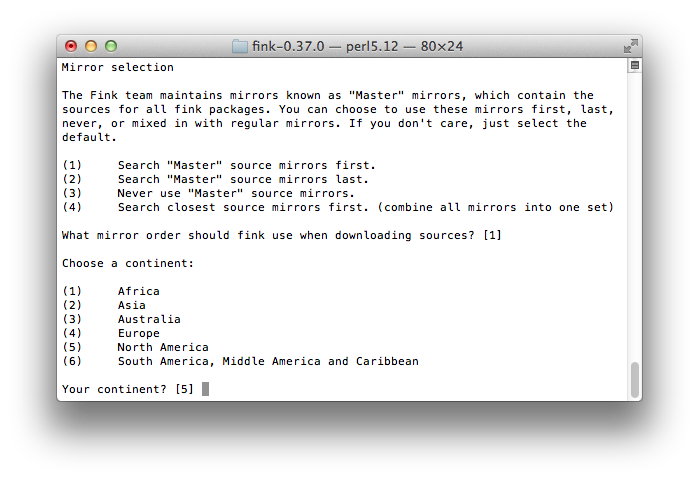 fink-0.37.0 — perl5.12 — 80×24
Mirror selection
The Fink team maintains mirrors known as "Master" mirrors, which contain the
sources for all fink packages. You can choose to use these mirrors first, last,
never, or mixed in with regular mirrors. If you don't care, just select the
default.
(1) Search "Master" source mirrors first.
(2) Search "Master" source mirrors last.
(3) Never use "Master" source mirrors.
(4) Search closest source mirrors first. (combine all mirrors into one set)
What mirror order should fink use when downloading sources? [1]
Choose a continent:
(1) Africa
(2) Asia
(3) Australia
(4) Europe
(5) North America
(6) South America, Middle America and Caribbean
Your continent? [5]